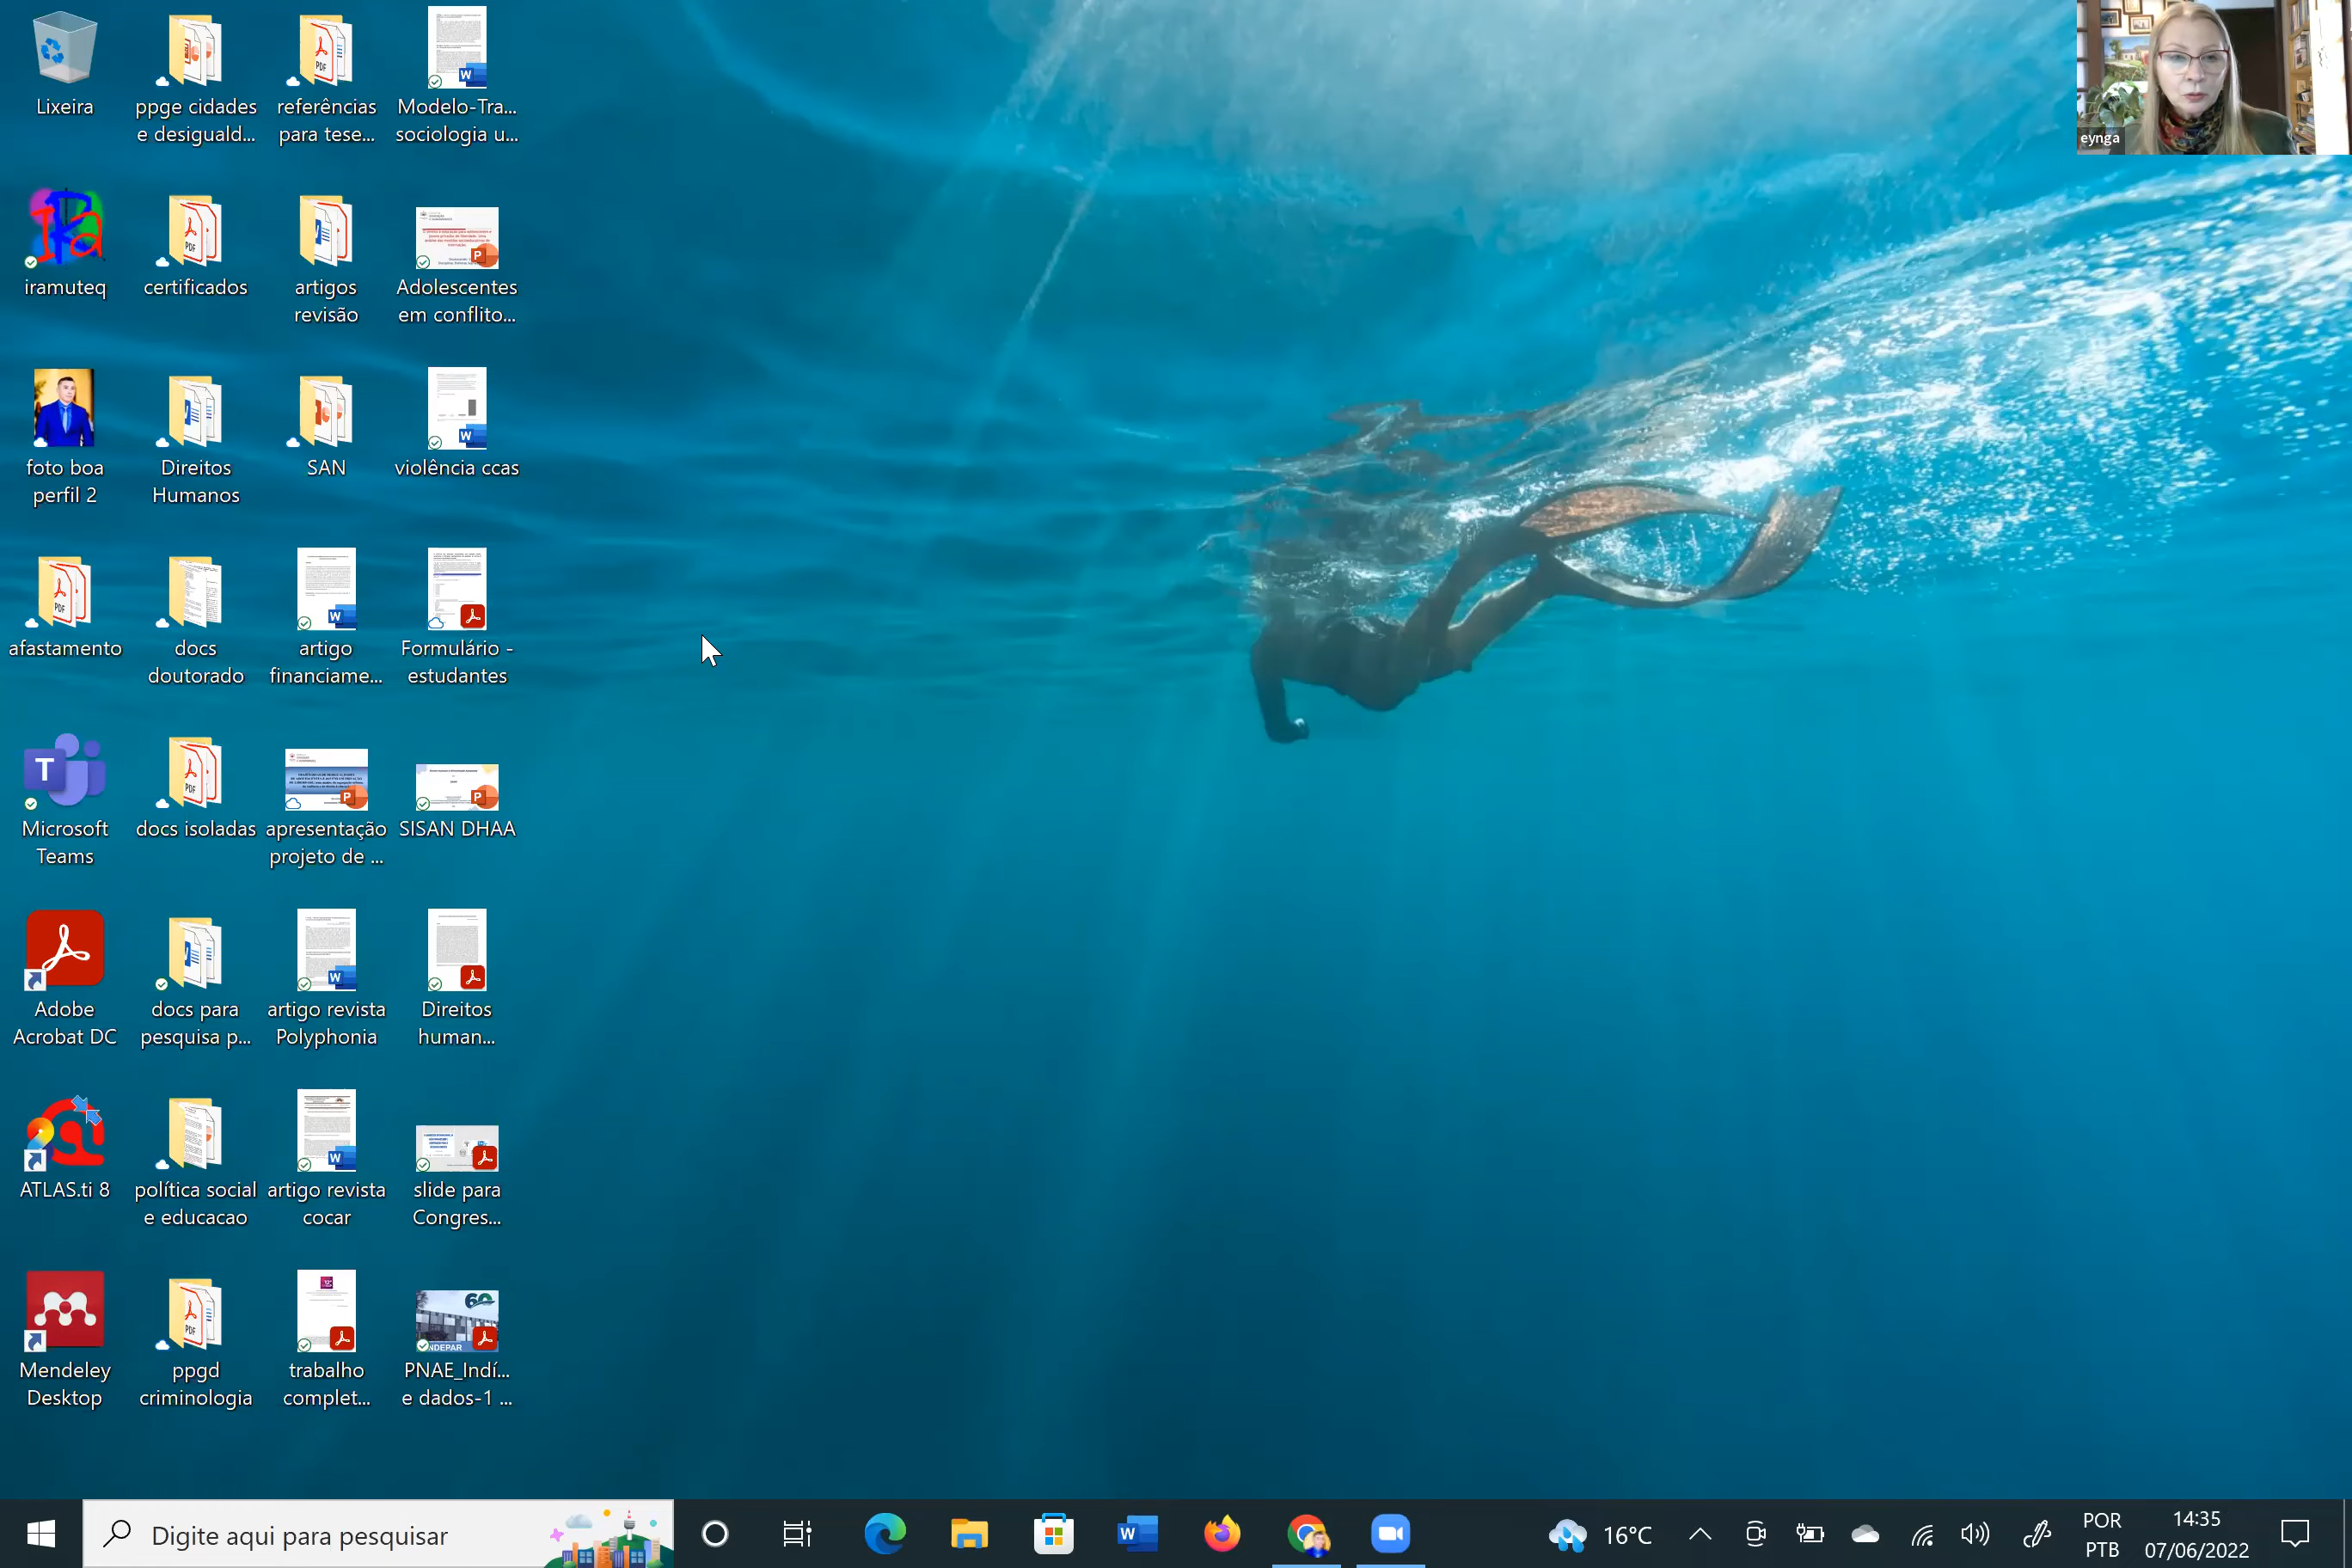 Lixeira
ppge cidades
e desiguald...
referências
para tese...
Modelo-Tra...
sociologia u...
eynga
iramuteq
certificados
artigos
revisão
Adolescentes
em conflito...
foto boa
perfil 2
Direitos
Humanos
SAN
violência ccas
afastamento
docs
doutorado
artigo
financiame...
Formulário -
estudantes
Microsoft
Teams
docs isoladas
apresentação
projeto de ...
SISAN DHAA
Adobe
Acrobat DC
docs para
pesquisa p...
artigo revista
Polyphonia
Direitos
human...
ATLAS.ti 8
política social
e educacao
artigo revista
cocar
slide para
Congres...
Mendeley
Desktop
ppgd
criminologia
trabalho
complet...
PNAE_Indí...
e dados-1 ...
Digite aqui para pesquisar
16°C
POR
PTB
14:35
07/06/2022